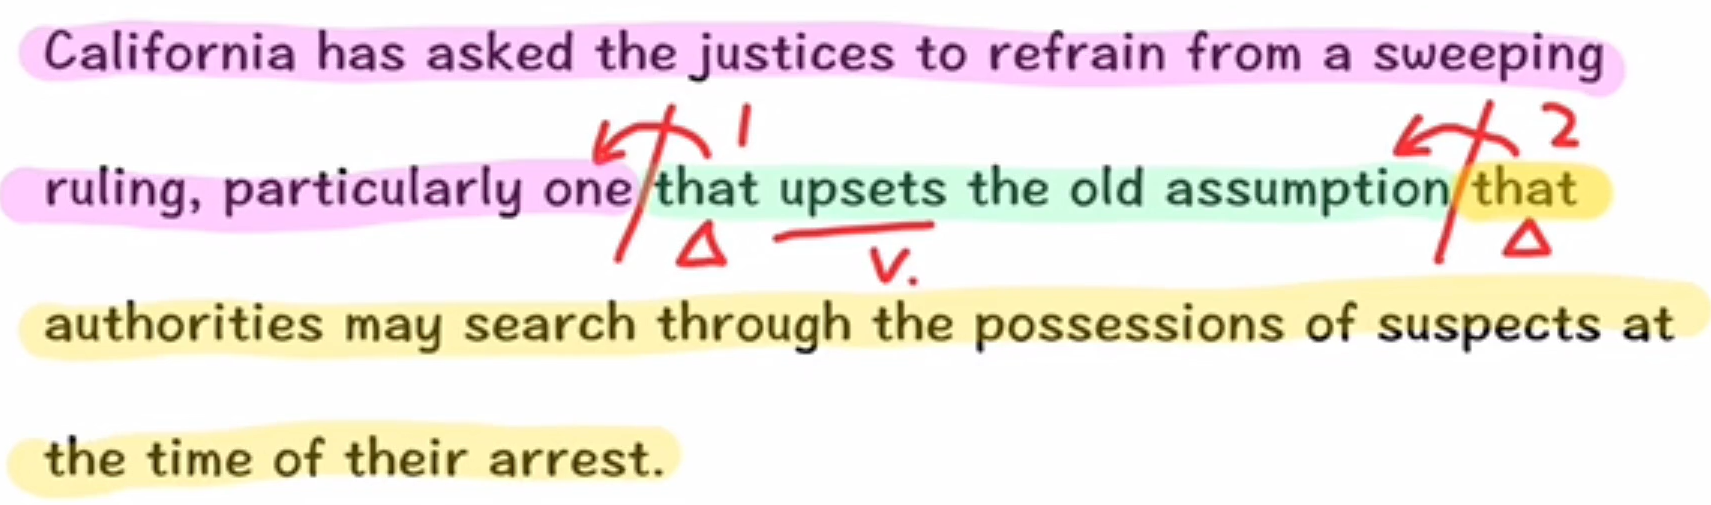 California has asked the justices to refrain from a sweeping
1 2
ruling, particularly one that upsets the old assumption that
v.
authorities may search through the possessions of suspects at
the time of their arrest.